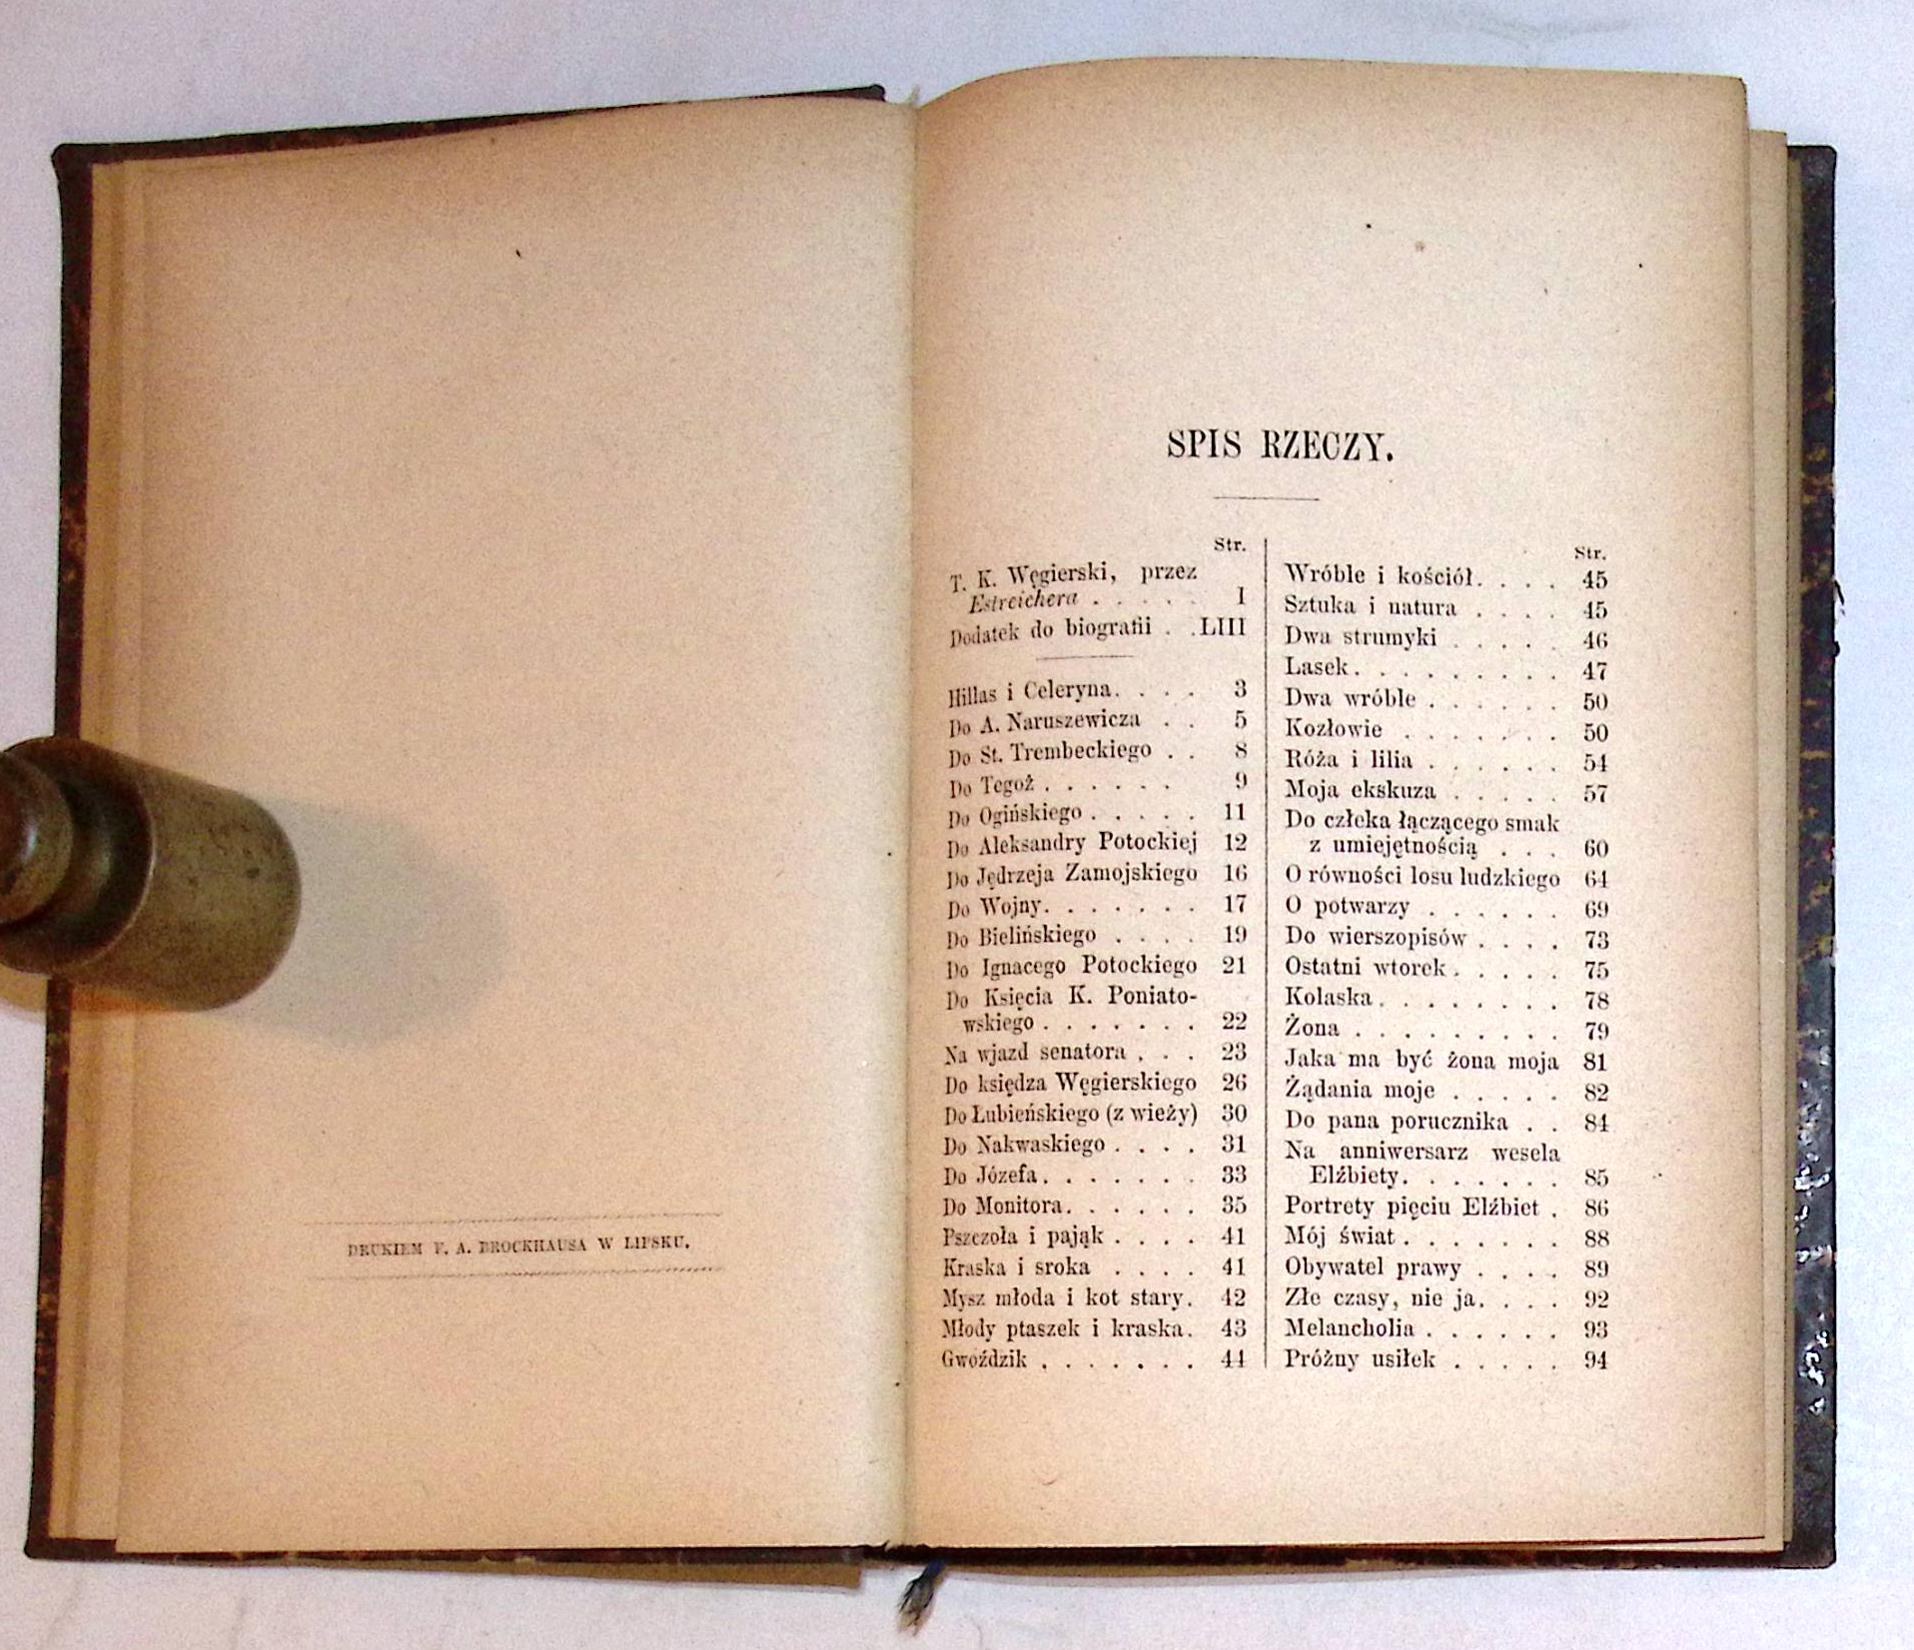 DRUKIEM F. A. BROCKHAUSA W LIPSKU.
SPIS RZECZY.
Str.
T. K. Węgierski, przez
Estreichera . . . . . I
Dodatek do biografii . . LIII
Hillas i Celeryna. . . . 3
Do A. Naruszewicza . . 5
Do St. Trembeckiego . . 8
Do Tegoż . . . . . . 9
Do Ogińskiego . . . . . 11
Do Aleksandry Potockiej 12
Do Jędrzeja Zamojskiego 16
Do Wojny. . . . . . . 17
Do Bielińskiego . . . . 19
Do Ignacego Potockiego 21
Do Księcia K. Poniato-
wskiego . . . . . . . 22
Na wjazd senatora . . . 23
Do księdza Węgierskiego 26
Do Łubieńskiego (z wieży) 30
Do Nakwaskiego . . . . 31
Do Józefa. . . . . . . 33
Do Monitora. . . . . . 35
Pszczoła i pająk . . . . 41
Kraska i sroka . . . . 41
Mysz młoda i kot stary. 42
Młody ptaszek i kraska. 43
Gwoździk . . . . . . . 44
Str.
Wróble i kościół. . . . 45
Sztuka i natura . . . . 45
Dwa strumyki . . . . . 46
Lasek. . . . . . . . . 47
Dwa wróble . . . . . . 50
Kozłowie . . . . . . . 50
Róża i lilia . . . . . . 54
Moja ekskuza . . . . . 57
Do człeka łączącego smak
z umiejętnością . . . 60
O równości losu ludzkiego 64
O potwarzy . . . . . . 69
Do wierszopisów . . . . 73
Ostatni wtorek . . . . . 75
Kolaska. . . . . . . . 78
Żona . . . . . . . . . 79
Jaka ma być żona moja 81
Żądania moje . . . . . 82
Do pana porucznika . . 84
Na anniwersarz wesela
Elźbiety. . . . . . . 85
Portrety pięciu Elźbiet . 86
Mój świat . . . . . . . 88
Obywatel prawy . . . . 89
Złe czasy, nie ja. . . . 92
Melancholia . . . . . . 93
Próżny usiłek . . . . . 94